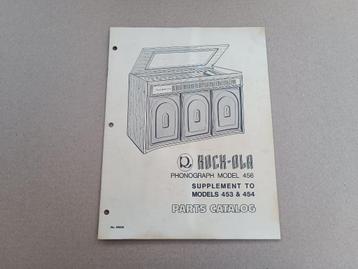 ROCK-OLA
PHONOGRAPH MODEL 456
SUPPLEMENT TO
MODELS 453 & 454
PARTS CATALOG